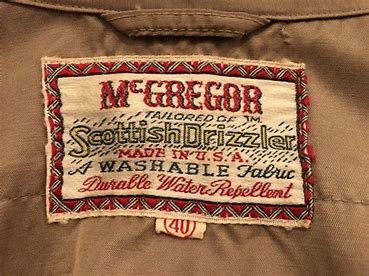 McGREGOR
TAILORED OF TM
Scottish Drizzler
MADE IN U.S.A.
A WASHABLE Fabric
Durable Water Repellent
40